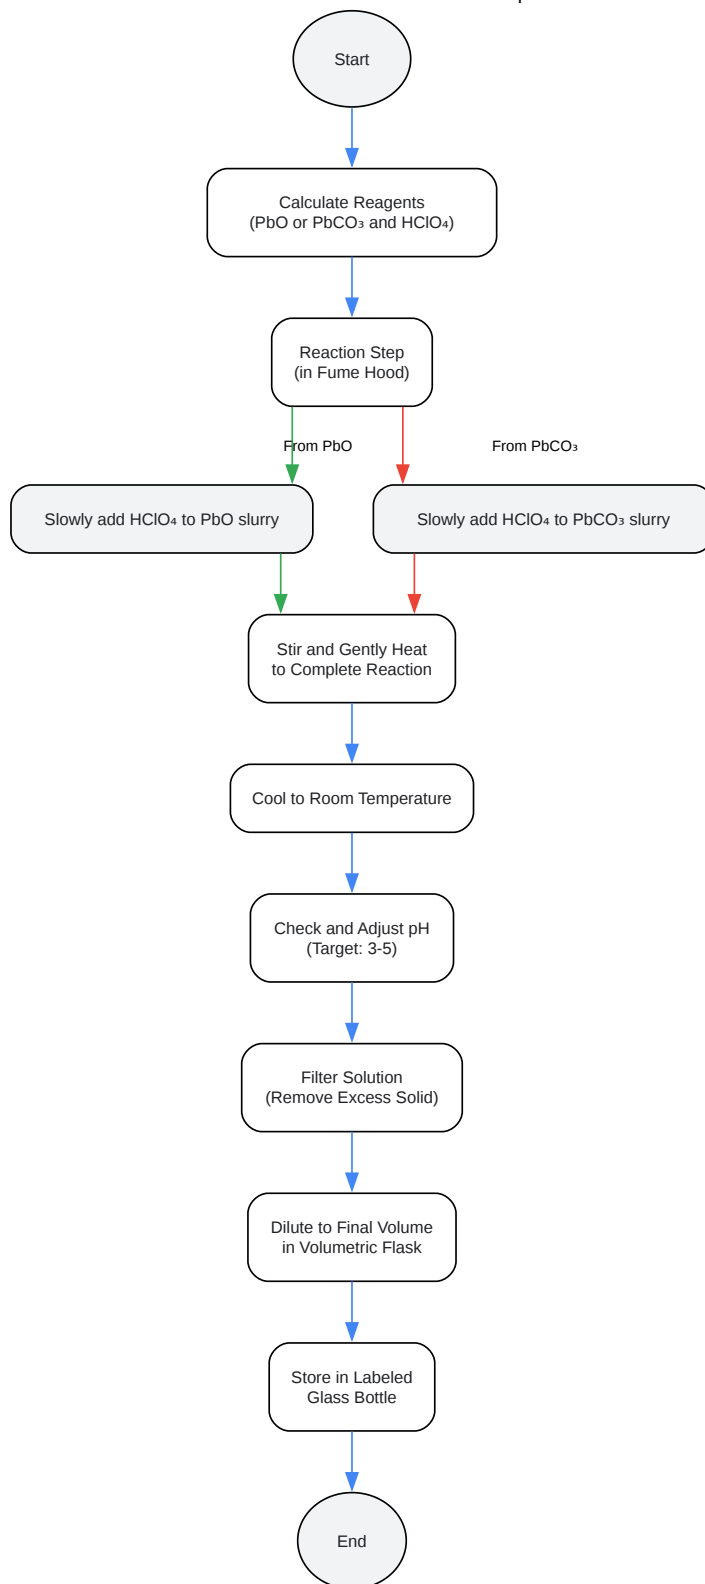 Start
Calculate Reagents
(PbO or PbCO₃ and HClO₄)
Reaction Step
(in Fume Hood)
From PbO
From PbCO₃
Slowly add HClO₄ to PbO slurry
Slowly add HClO₄ to PbCO₃ slurry
Stir and Gently Heat
to Complete Reaction
Cool to Room Temperature
Check and Adjust pH
(Target: 3-5)
Filter Solution
(Remove Excess Solid)
Dilute to Final Volume
in Volumetric Flask
Store in Labeled
Glass Bottle
End